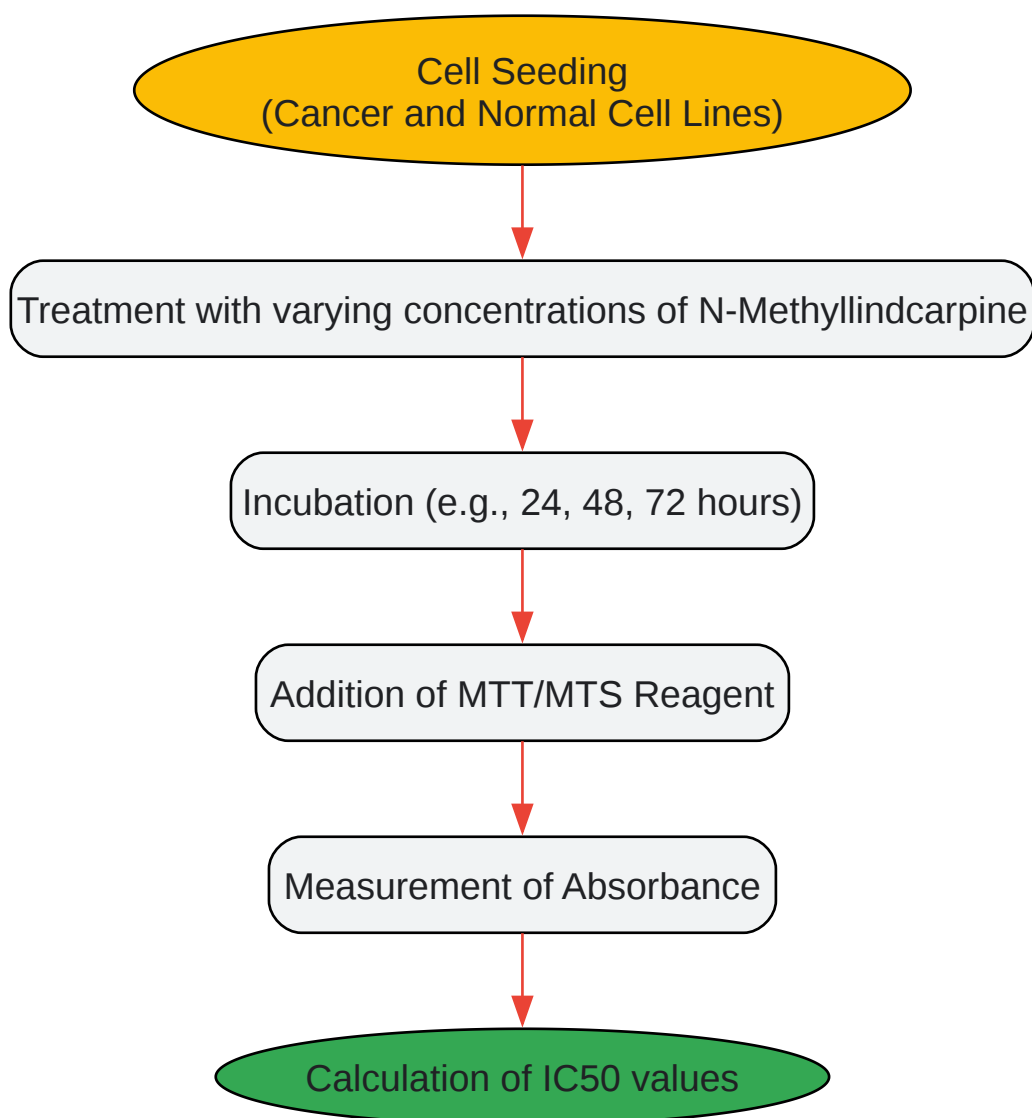 Cell Seeding
(Cancer and Normal Cell Lines)
Treatment with varying concentrations of N-Methyllindcarpine
Incubation (e.g., 24, 48, 72 hours)
Addition of MTT/MTS Reagent
Measurement of Absorbance
Calculation of IC50 values